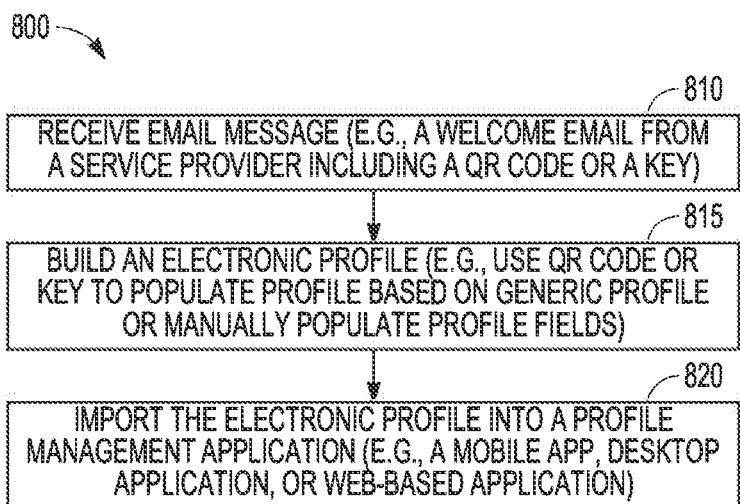 800
810
RECEIVE EMAIL MESSAGE (E.G., A WELCOME EMAIL FROM
A SERVICE PROVIDER INCLUDING A QR CODE OR A KEY)
815
BUILD AN ELECTRONIC PROFILE (E.G., USE QR CODE OR
KEY TO POPULATE PROFILE BASED ON GENERIC PROFILE
OR MANUALLY POPULATE PROFILE FIELDS)
820
IMPORT THE ELECTRONIC PROFILE INTO A PROFILE
MANAGEMENT APPLICATION (E.G., A MOBILE APP, DESKTOP
APPLICATION, OR WEB-BASED APPLICATION)